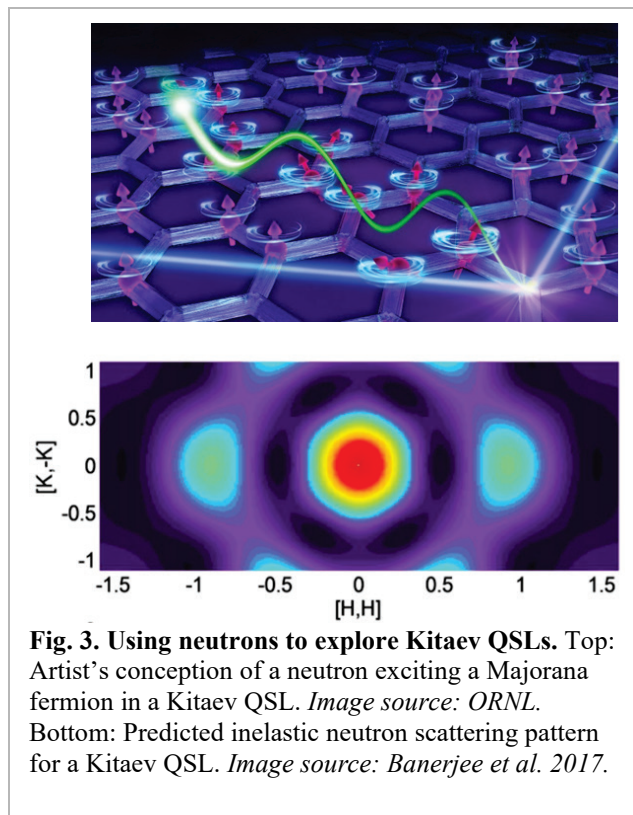 1
0.5
0
-0.5
-1
[K,-K]
-1.5 -1 -0.5 0 0.5 1 1.5
[H,H]
Fig. 3. Using neutrons to explore Kitaev QSLs. Top:
Artist’s conception of a neutron exciting a Majorana
fermion in a Kitaev QSL. Image source: ORNL.
Bottom: Predicted inelastic neutron scattering pattern
for a Kitaev QSL. Image source: Banerjee et al. 2017.